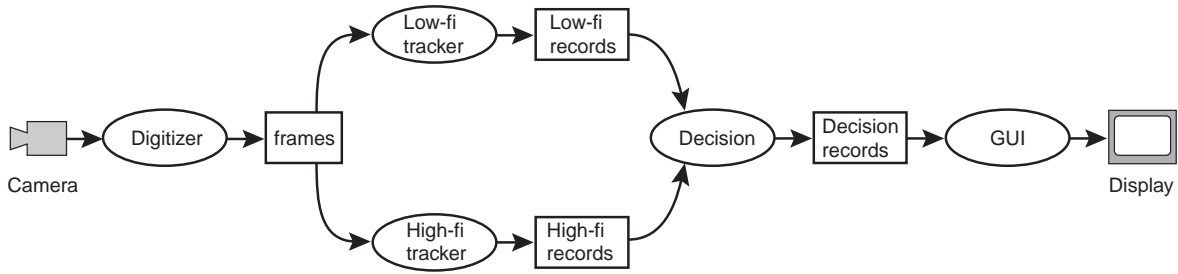 Camera
Digitizer
frames
Low-fi
tracker
Low-fi
records
High-fi
tracker
High-fi
records
Decision
Decision
records
GUI
Display